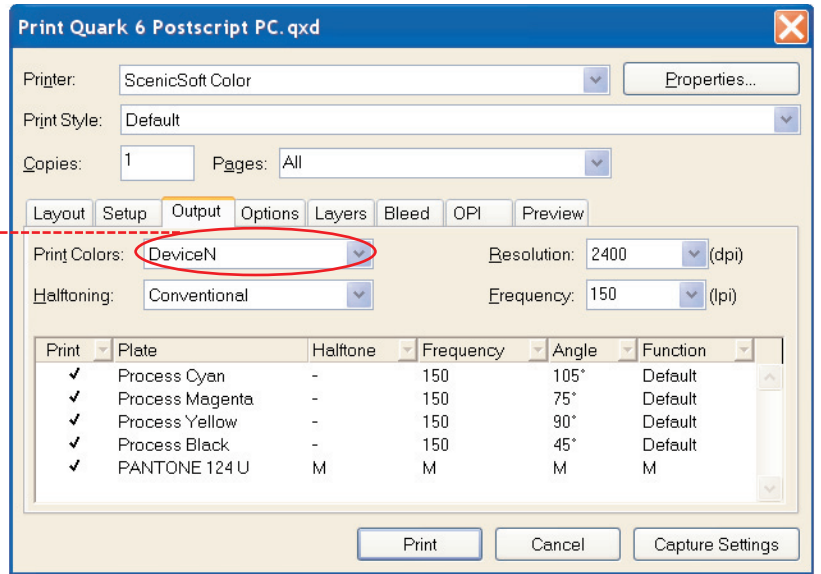 Print Quark 6 Postscript PC.qxd
Printer: ScenicSoft Color Properties...
Print Style: Default
Copies: 1 Pages: All
Layout Setup Output Options Layers Bleed OPI Preview
Print Colors: DeviceN Resolution: 2400 (dpi)
Halftoning: Conventional Frequency: 150 (lpi)
Print Plate Halftone Frequency Angle Function
✔ Process Cyan - 150 105° Default
✔ Process Magenta - 150 75° Default
✔ Process Yellow - 150 90° Default
✔ Process Black - 150 45° Default
✔ PANTONE 124 U M M M M
Print Cancel Capture Settings